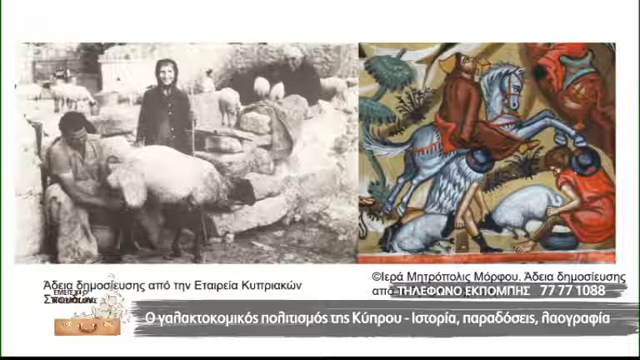 Άδεια δημοσίευσης από την Εταιρεία Κυπριακών
©Ιερά Μητρόπολις Μόρφου. Άδεια δημοσίευσης
από
ΤΗΛΕΦΩΝΟ ΕΚΠΟΜΠΗΣ 77 77 1088
Ο γαλακτοκομικός πολιτισμός της Κύπρου - Ιστορία, παραδόσεις, λαογραφία